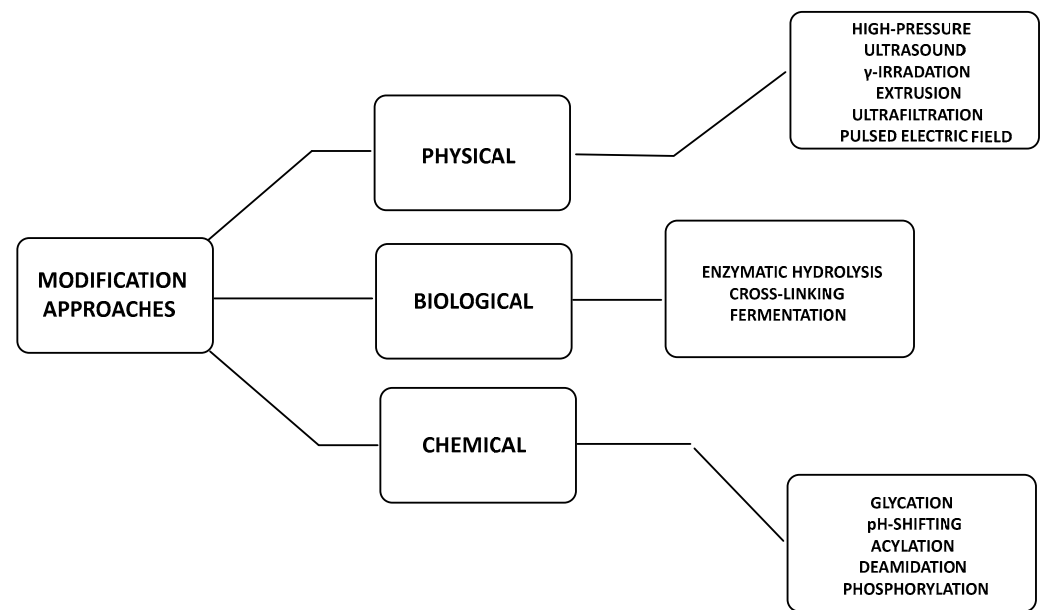 MODIFICATION
APPROACHES
PHYSICAL
HIGH-PRESSURE
ULTRASOUND
γ-IRRADATION
EXTRUSION
ULTRAFILTRATION
PULSED ELECTRIC FIELD
BIOLOGICAL
ENZYMATIC HYDROLYSIS
CROSS-LINKING
FERMENTATION
CHEMICAL
GLYCATION
pH-SHIFTING
ACYLATION
DEAMIDATION
PHOSPHORYLATION